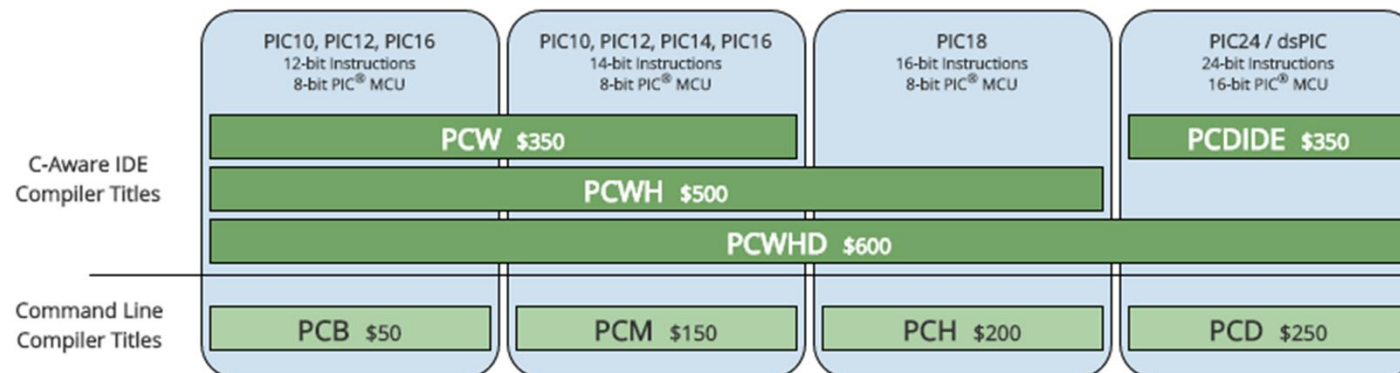 PIC10, PIC12, PIC16
12-bit Instructions
8-bit PIC® MCU
PIC10, PIC12, PIC14, PIC16
14-bit Instructions
8-bit PIC® MCU
PIC18
16-bit Instructions
8-bit PIC® MCU
PIC24 / dsPIC
24-bit Instructions
16-bit PIC® MCU
C-Aware IDE
Compiler Titles
PCW $350
PCDIDE $350
PCWH $500
PCWHD $600
Command Line
Compiler Titles
PCB $50
PCM $150
PCH $200
PCD $250